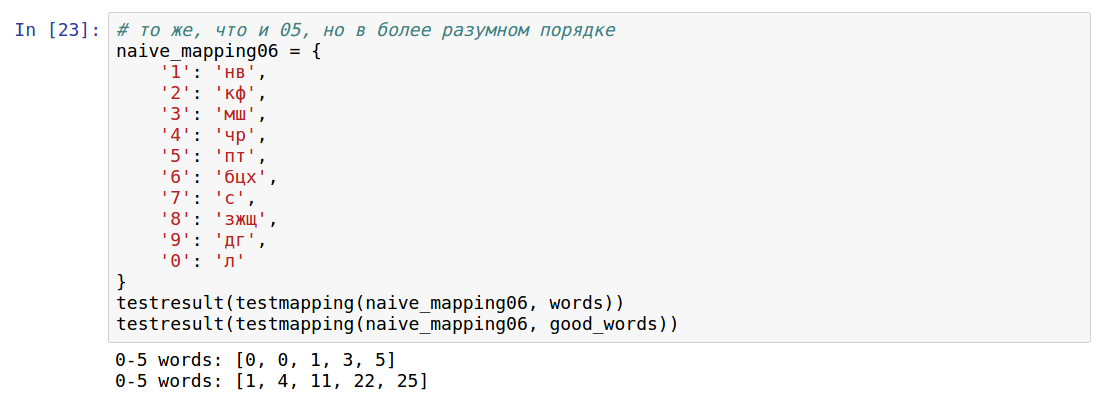 In [23]: # то же, что и 05, но в более разумном порядке
naive_mapping06 = {
    '1': 'нв',
    '2': 'кф',
    '3': 'мш',
    '4': 'чр',
    '5': 'пт',
    '6': 'бцх',
    '7': 'с',
    '8': 'зжщ',
    '9': 'дг',
    '0': 'л'
}
testresult(testmapping(naive_mapping06, words))
testresult(testmapping(naive_mapping06, good_words))
0-5 words: [0, 0, 1, 3, 5]
0-5 words: [1, 4, 11, 22, 25]